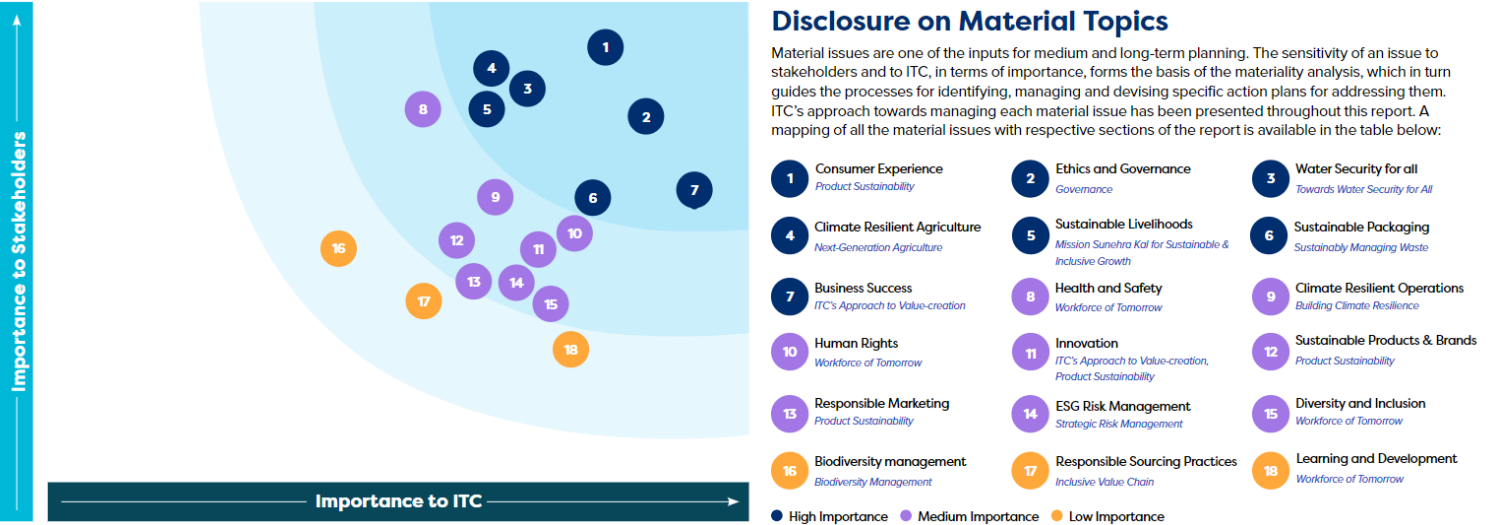 Importance to Stakeholders
1
4
3
8
5
2
7
9
6
10
12
11
16
13
14
17
15
18
Importance to ITC
Disclosure on Material Topics
Material issues are one of the inputs for medium and long-term planning. The sensitivity of an issue to
stakeholders and to ITC, in terms of importance, forms the basis of the materiality analysis, which in turn
guides the processes for identifying, managing and devising specific action plans for addressing them.
ITC's approach towards managing each material issue has been presented throughout this report. A
mapping of all the material issues with respective sections of the report is available in the table below:
1
Consumer Experience
Product Sustainability
2
Ethics and Governance
Governance
3
Water Security for all
Towards Water Security for All
4
Climate Resilient Agriculture
Next-Generation Agriculture
5
Sustainable Livelihoods
Mission Sunehra Kal for Sustainable &
Inclusive Growth
6
Sustainable Packaging
Sustainably Managing Waste
7
Business Success
ITC's Approach to Value-creation
8
Health and Safety
Workforce of Tomorrow
9
Climate Resilient Operations
Building Climate Resilience
10
Human Rights
Workforce of Tomorrow
11
Innovation
ITC's Approach to Value-creation,
Product Sustainability
12
Sustainable Products & Brands
Product Sustainability
13
Responsible Marketing
Product Sustainability
14
ESG Risk Management
Strategic Risk Management
15
Diversity and Inclusion
Workforce of Tomorrow
16
Biodiversity management
Biodiversity Management
17
Responsible Sourcing Practices
Inclusive Value Chain
18
Learning and Development
Workforce of Tomorrow
High Importance
Medium Importance
Low Importance